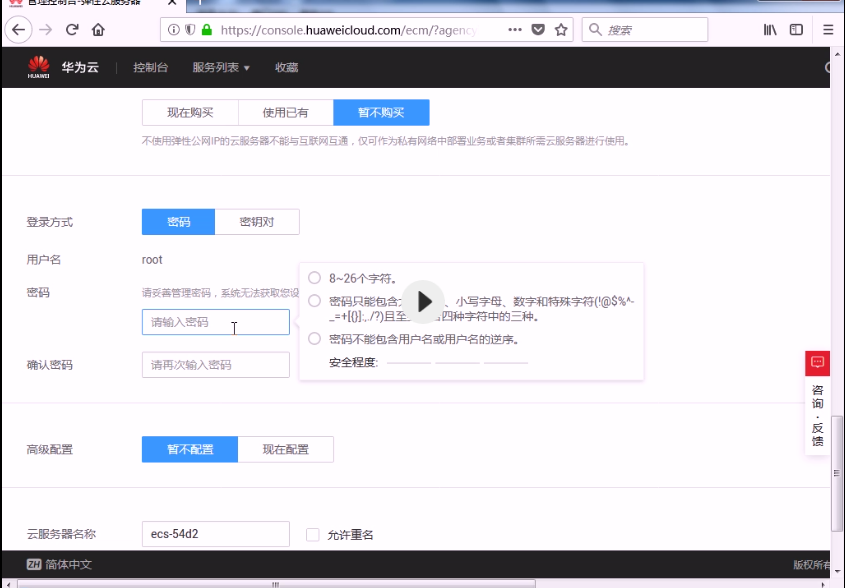 管理控制台-弹性云服务器
https://console.huaweicloud.com/ecm/?agency
搜索
HUAWEI
华为云 控制台 服务列表 收藏
现在购买 使用已有 暂不购买
不使用弹性公网IP的云服务器不能与互联网互通，仅可作为私有网络中部署业务或者集群所需云服务器进行使用。
登录方式 密码 密钥对
用户名 root
密码 请妥善管理密码，系统无法获取您设
8~26个字符。
密码只能包含 、小写字母、数字和特殊字符(!@$%^-
_=+[{}]:,./?)且至 四种字符中的三种。
密码不能包含用户名或用户名的逆序。
安全程度:
请输入密码
确认密码 请再次输入密码
咨询·反馈
高级配置 暂不配置 现在配置
云服务器名称 ecs-54d2 允许重名
ZH 简体中文 版权所有